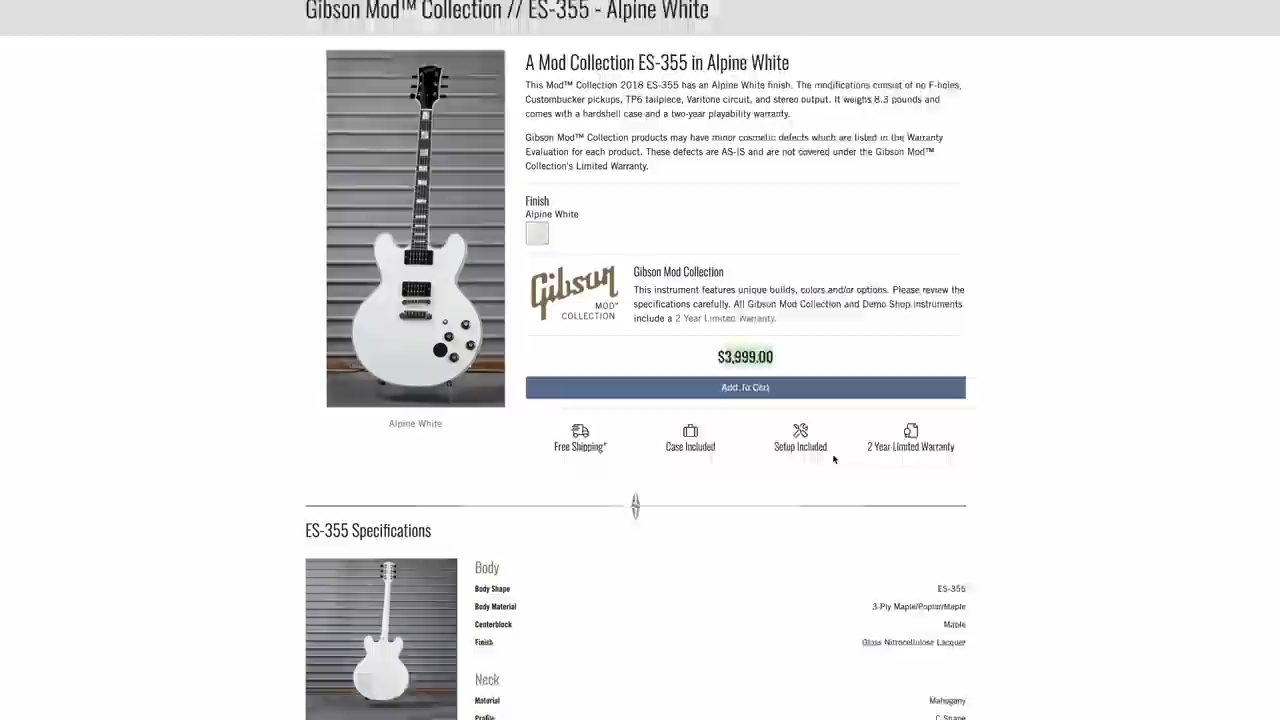 Gibson Mod™ Collection // ES-355 - Alpine White
A Mod Collection ES-355 in Alpine White
This Mod™ Collection 2018 ES-355 has an Alpine White finish. The modifications consist of no F-holes,
Custombucker pickups, TP6 tailpiece, Varitone circuit, and stereo output. It weighs 8.3 pounds and
comes with a hardshell case and a two-year playability warranty.
Gibson Mod™ Collection products may have minor cosmetic defects which are listed in the Warranty
Evaluation for each product. These defects are AS-IS and are not covered under the Gibson Mod™
Collection's Limited Warranty.
Finish
Alpine White
Gibson
MOD™
COLLECTION
Gibson Mod Collection
This instrument features unique builds, colors and/or options. Please review the
specifications carefully. All Gibson Mod Collection and Demo Shop instruments
include a 2 Year Limited Warranty.
$3,999.00
Add To Cart
Alpine White
Free Shipping*
Case Included
Setup Included
2 Year Limited Warranty
ES-355 Specifications
Body
Body Shape ES-355
Body Material 3-Ply Maple/Poplar/Maple
Centerblock Maple
Finish Gloss Nitrocellulose Lacquer
Neck
Material Mahogany
Profile C-Shape